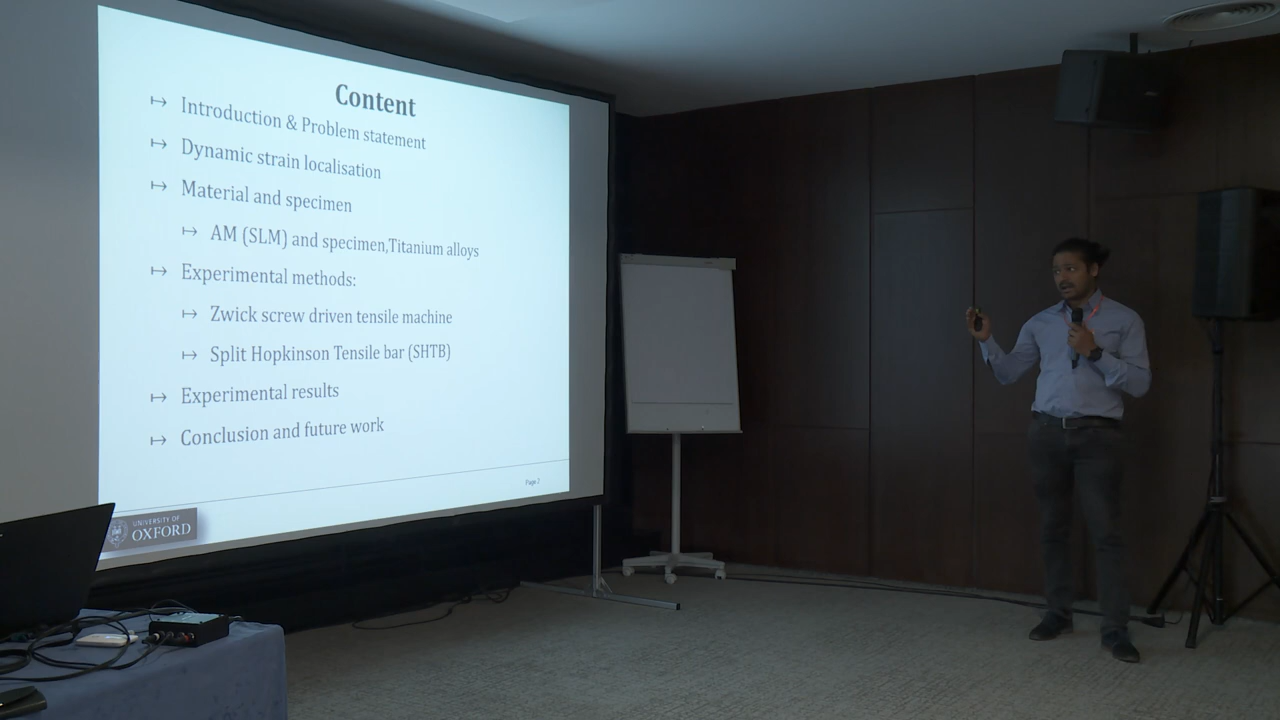 Content
↦ Introduction & Problem statement
↦ Dynamic strain localisation
↦ Material and specimen
↦ AM (SLM) and specimen,Titanium alloys
↦ Experimental methods:
↦ Zwick screw driven tensile machine
↦ Split Hopkinson Tensile bar (SHTB)
↦ Experimental results
↦ Conclusion and future work
Page 2
UNIVERSITY OF
OXFORD